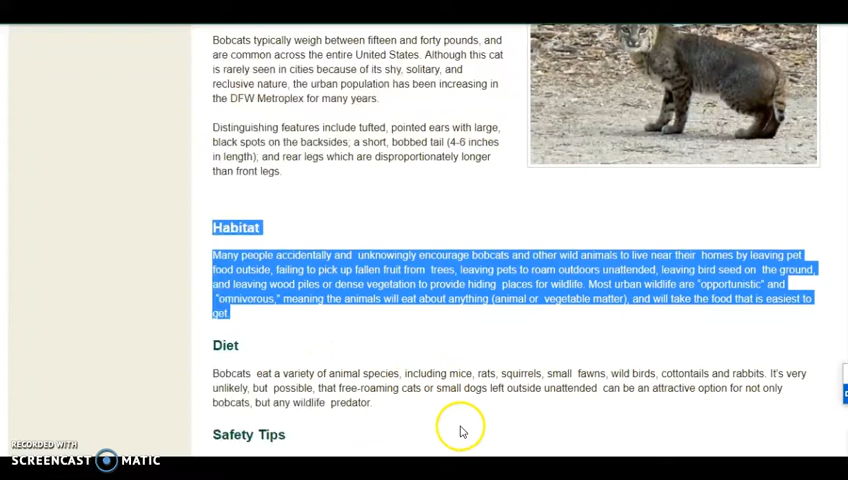 Bobcats typically weigh between fifteen and forty pounds, and
are common across the entire United States. Although this cat
is rarely seen in cities because of its shy, solitary, and
reclusive nature, the urban population has been increasing in
the DFW Metroplex for many years.
Distinguishing features include tufted, pointed ears with large,
black spots on the backsides, a short, bobbed tail (4-6 inches
in length); and rear legs which are disproportionately longer
than front legs.
Habitat
Many people accidentally and unknowingly encourage bobcats and other wild animals to live near their homes by leaving pet
food outside, failing to pick up fallen fruit from trees, leaving pets to roam outdoors unattended, leaving bird seed on the ground,
and leaving wood piles or dense vegetation to provide hiding places for wildlife. Most urban wildlife are "opportunistic" and
"omnivorous," meaning the animals will eat about anything (animal or vegetable matter), and will take the food that is easiest to
get.
Diet
Bobcats eat a variety of animal species, including mice, rats, squirrels, small fawns, wild birds, cottontails and rabbits. It's very
unlikely, but possible, that free-roaming cats or small dogs left outside unattended can be an attractive option for not only
bobcats, but any wildlife predator.
Safety Tips
RECORDED WITH
SCREENCAST MATIC